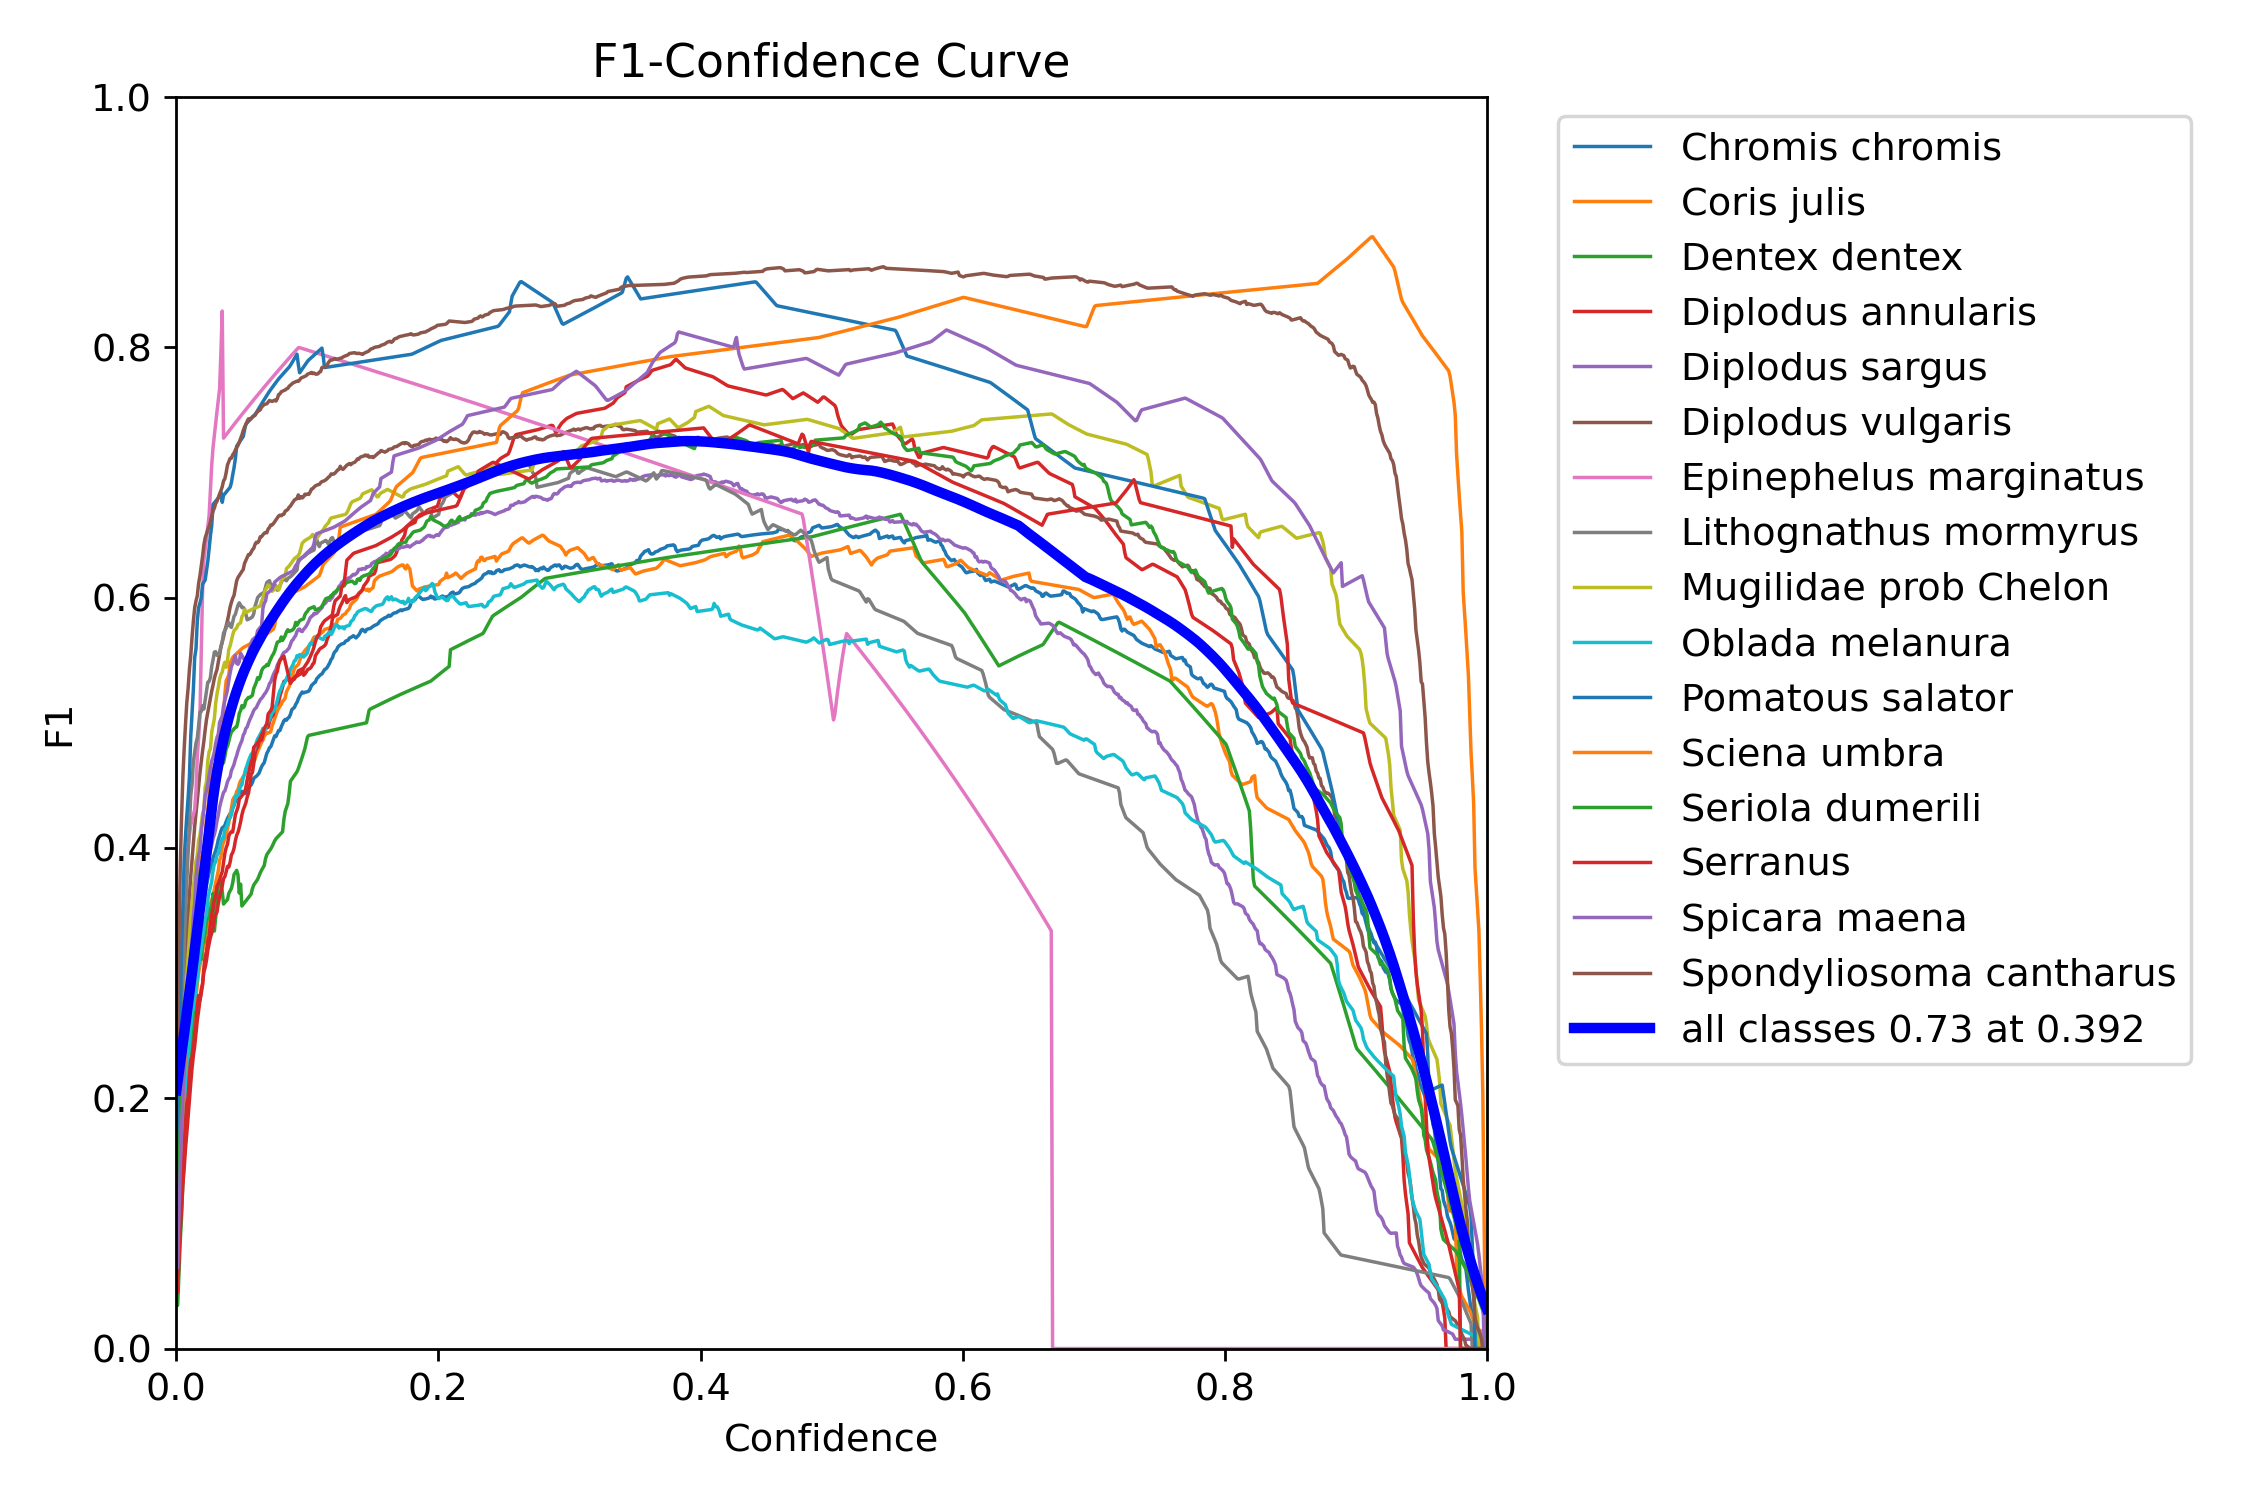 F1-Confidence Curve
1.0
0.8
0.6
0.4
0.2
0.0
F1
0.0 0.2 0.4 0.6 0.8 1.0
Confidence
Chromis chromis
Coris julis
Dentex dentex
Diplodus annularis
Diplodus sargus
Diplodus vulgaris
Epinephelus marginatus
Lithognathus mormyrus
Mugilidae prob Chelon
Oblada melanura
Pomatous salator
Sciena umbra
Seriola dumerili
Serranus
Spicara maena
Spondyliosoma cantharus
all classes 0.73 at 0.392